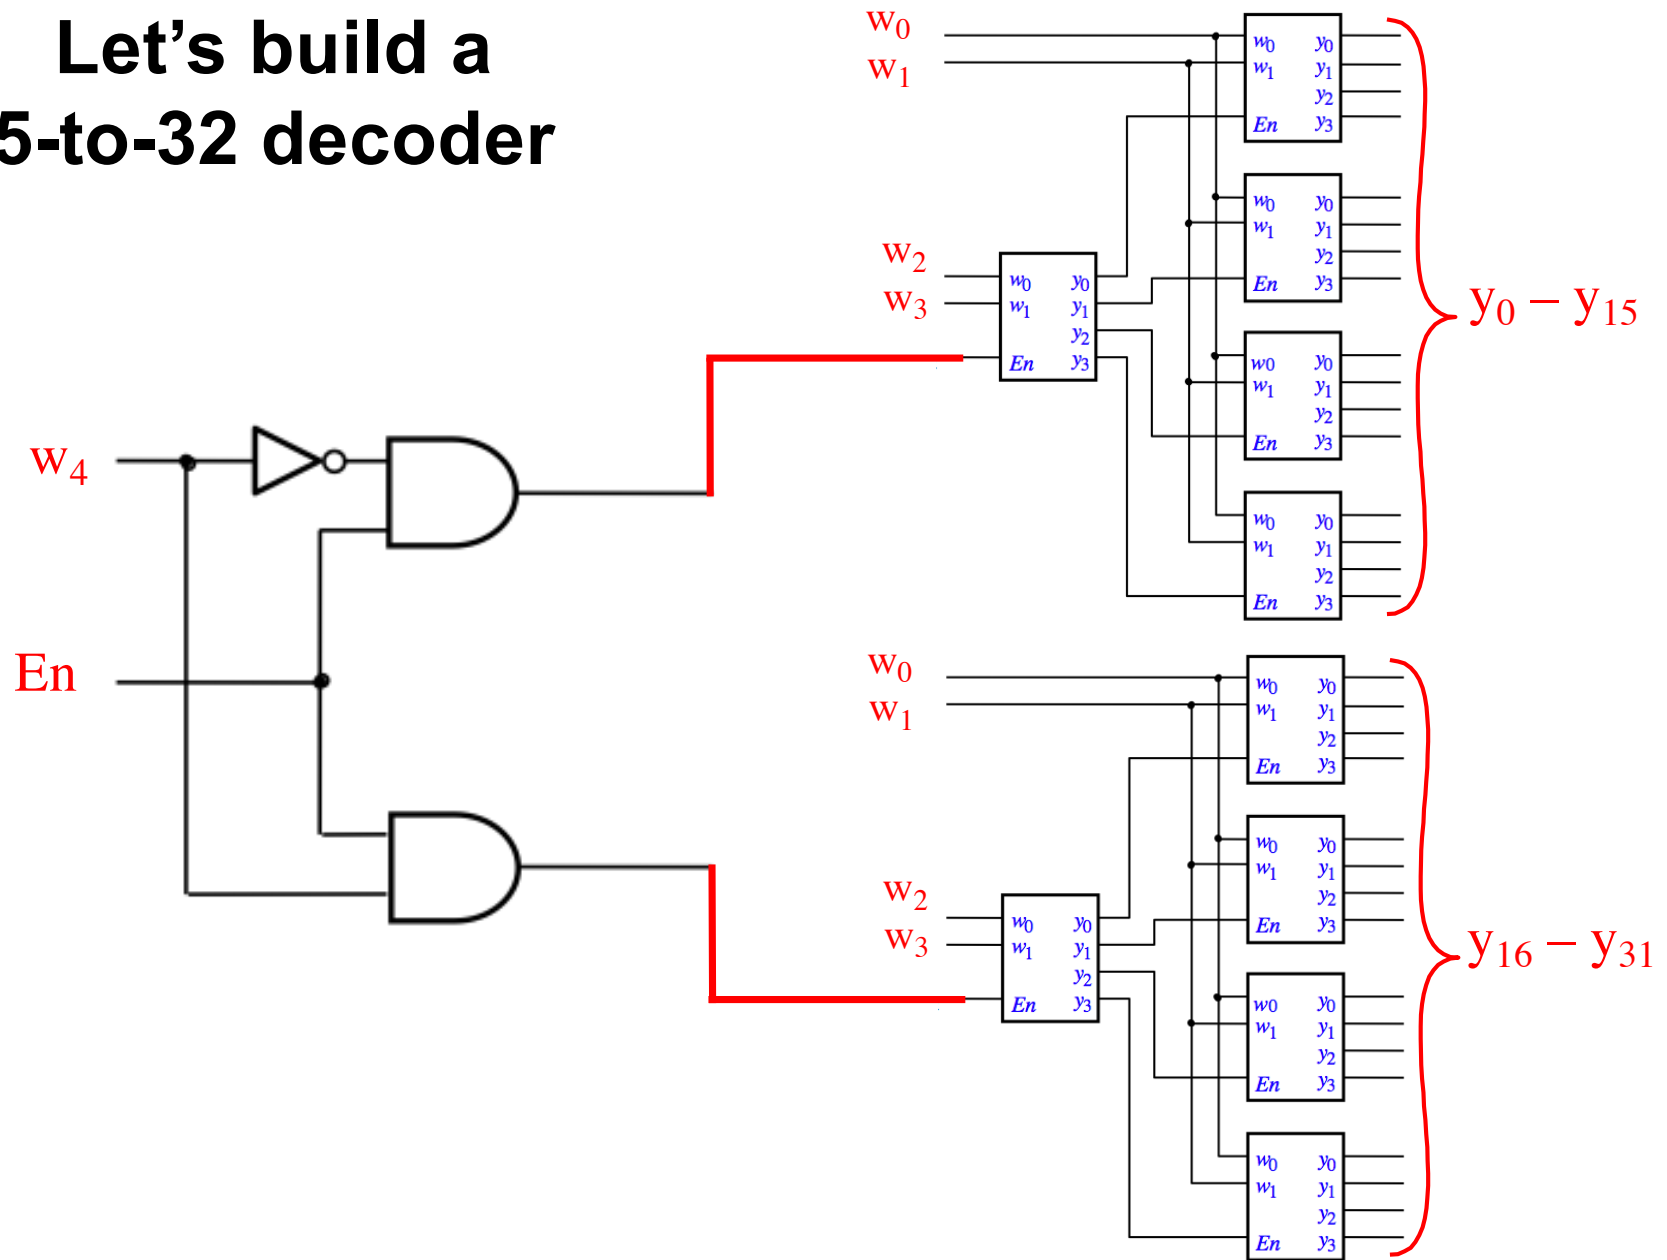 Let’s build a
5-to-32 decoder
w0
w1
w0 y0
w1 y1
y2
En y3
w0 y0
w1 y1
y2
En y3
w2
w3
w0 y0
w1 y1
y2
En y3
y0 – y15
w0 y0
w1 y1
y2
En y3
w4
w0 y0
w1 y1
y2
En y3
En
w0
w1
w0 y0
w1 y1
y2
En y3
w0 y0
w1 y1
y2
En y3
w2
w3
w0 y0
w1 y1
y2
En y3
y16 – y31
w0 y0
w1 y1
y2
En y3
w0 y0
w1 y1
y2
En y3